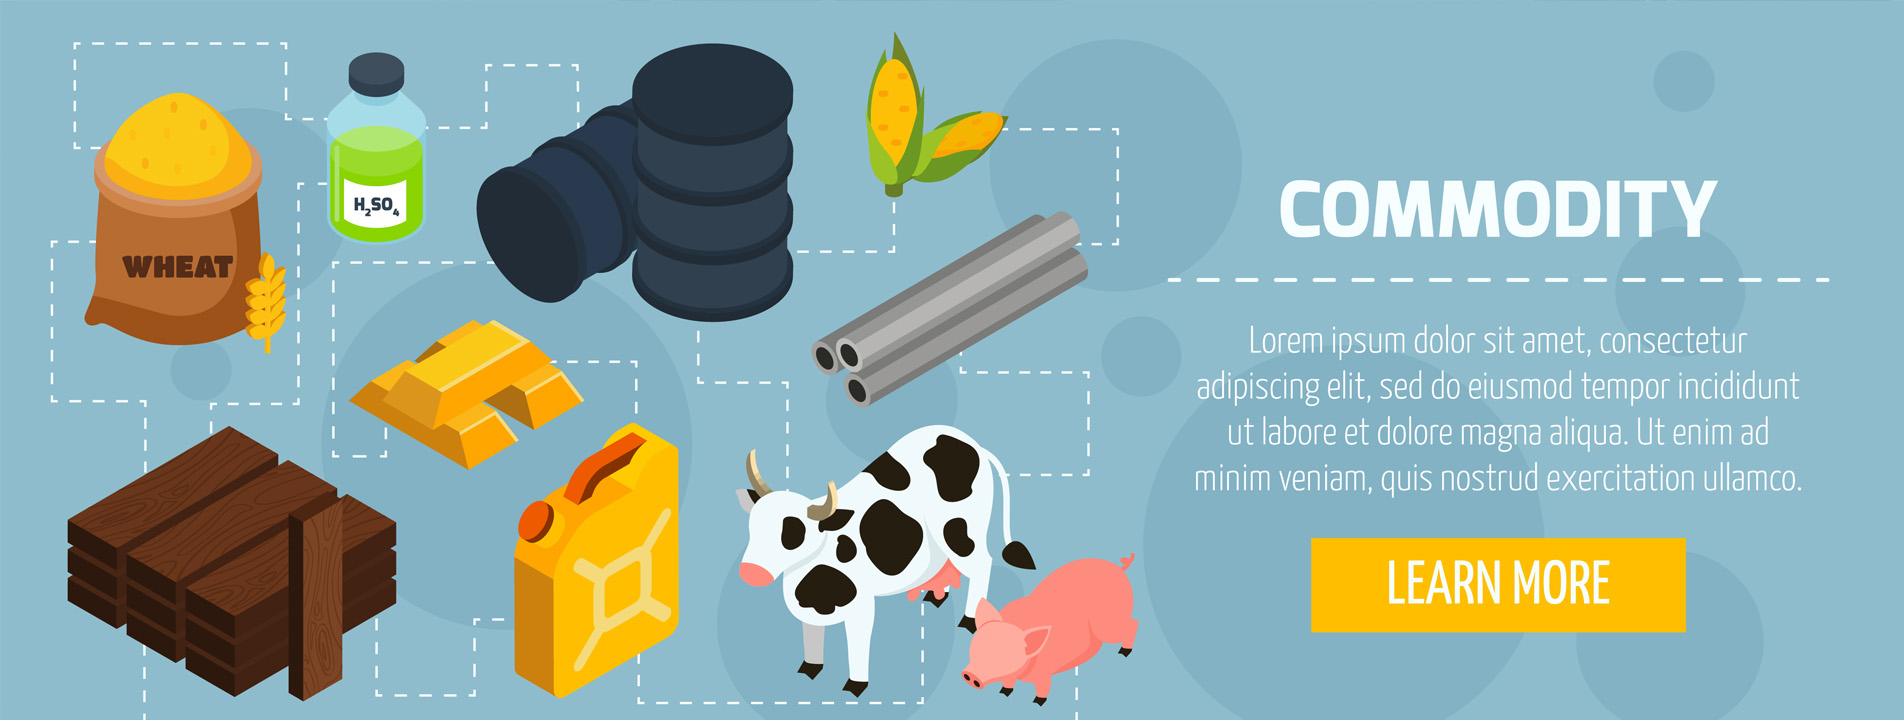 WHEAT
H₂SO₄
COMMODITY
Lorem ipsum dolor sit amet, consectetur
adipiscing elit, sed do eiusmod tempor incididunt
ut labore et dolore magna aliqua. Ut enim ad
minim veniam, quis nostrud exercitation ullamco.
LEARN MORE